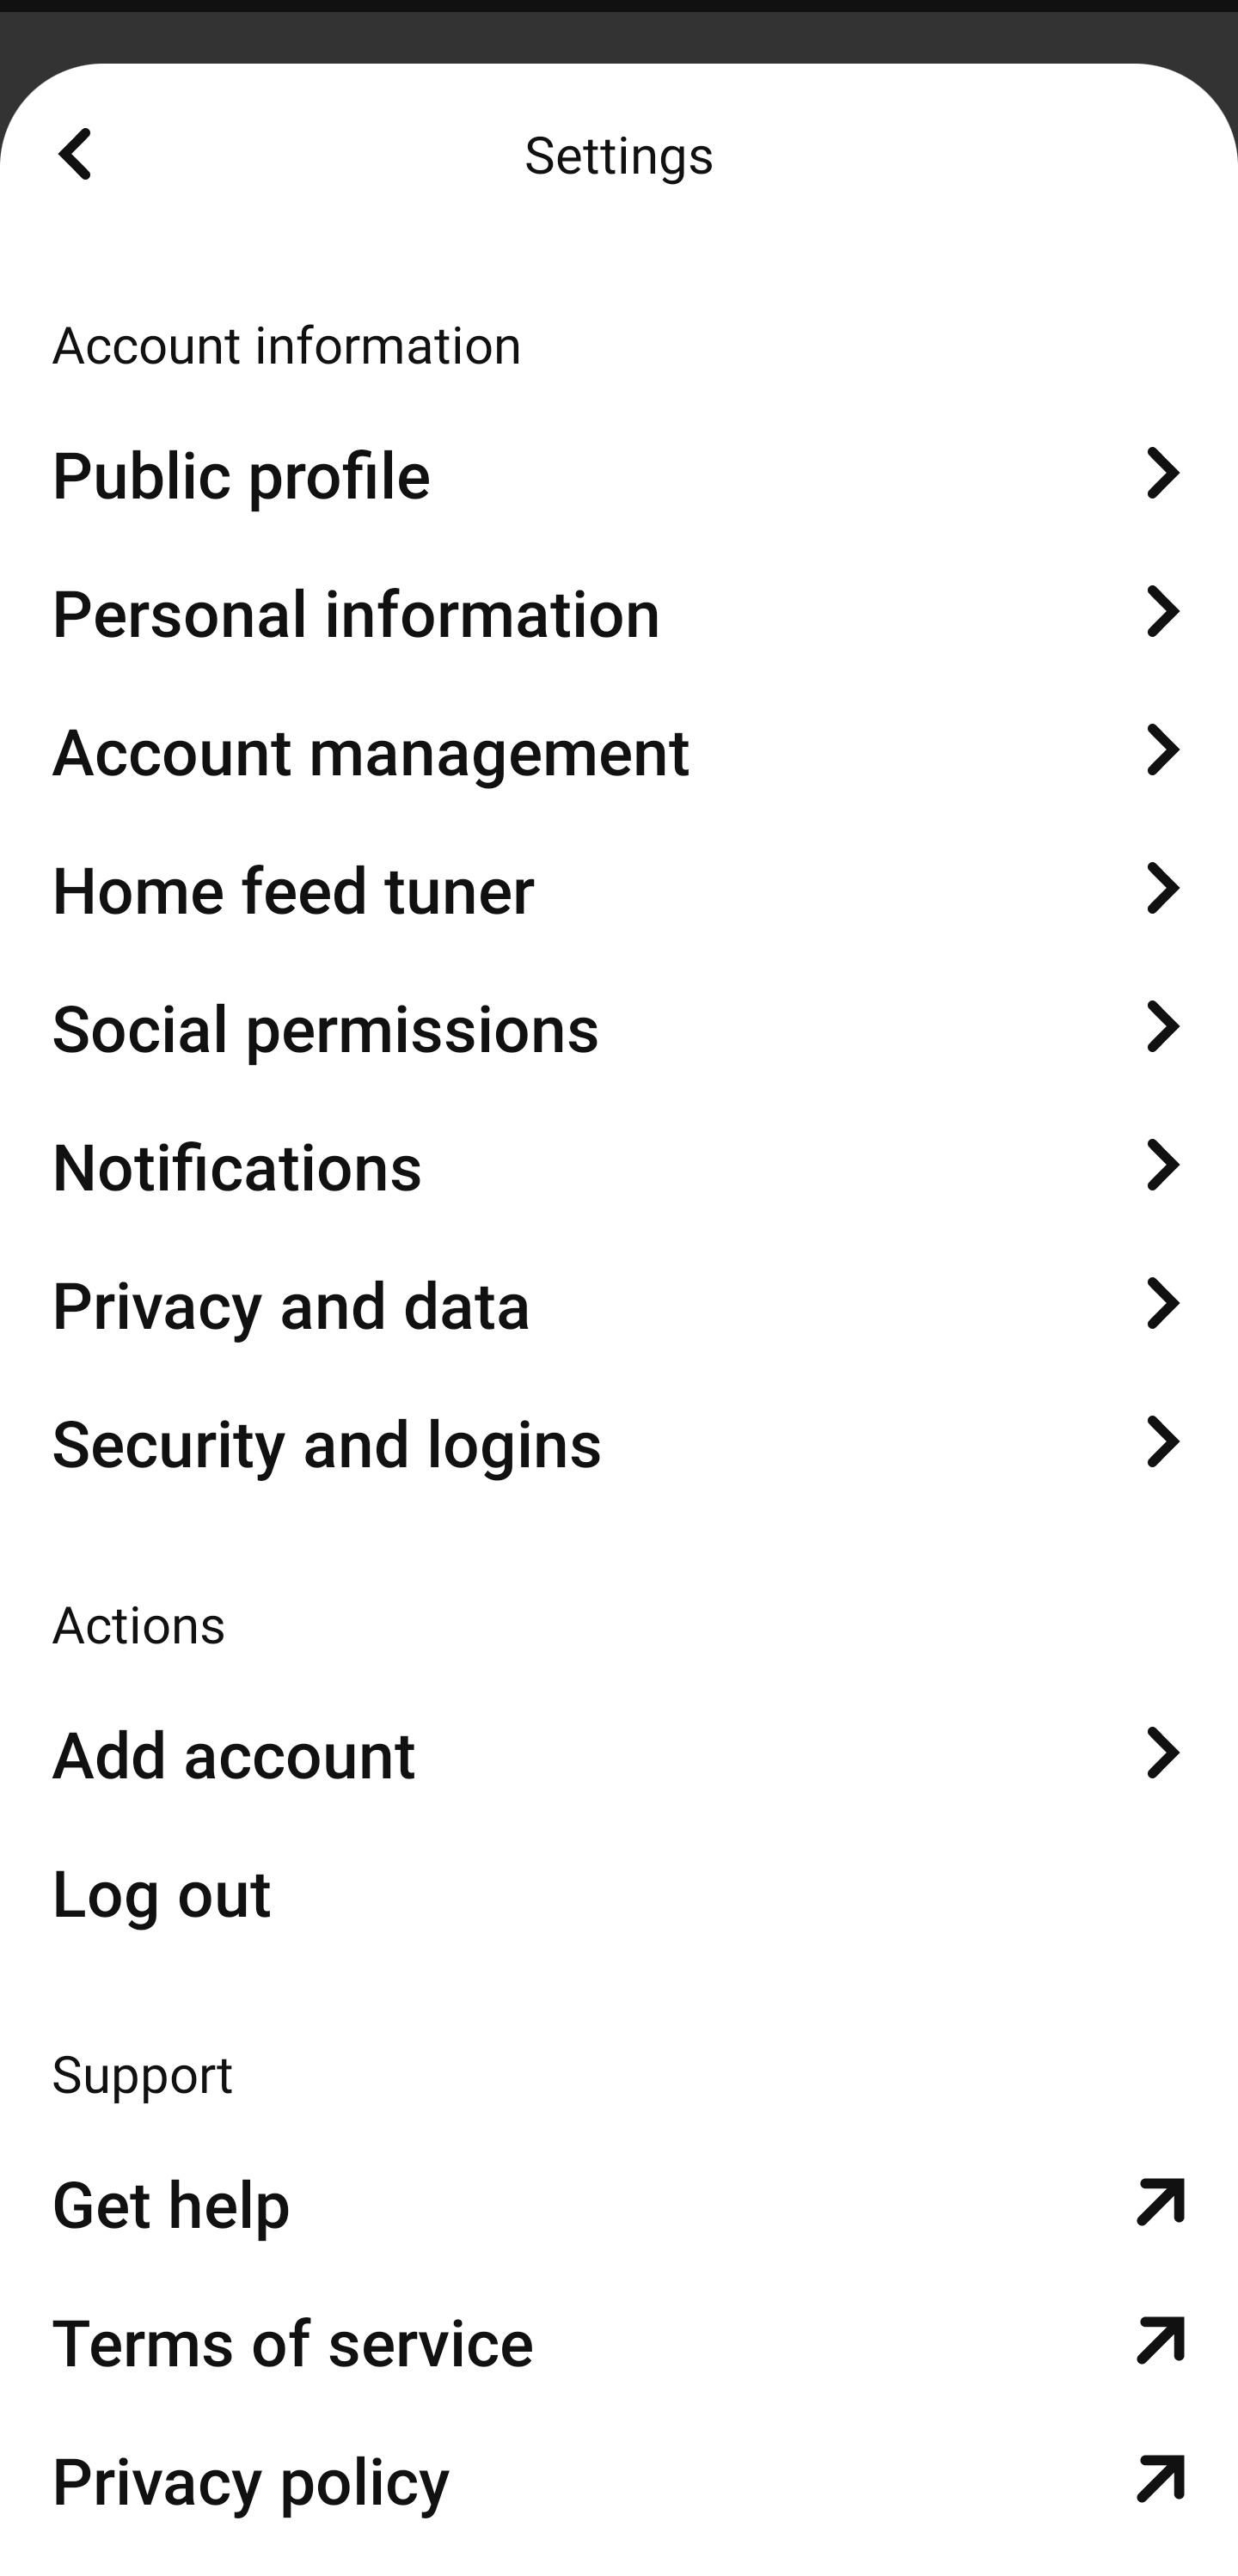 Settings
Account information
Public profile
Personal information
Account management
Home feed tuner
Social permissions
Notifications
Privacy and data
Security and logins
Actions
Add account
Log out
Support
Get help
Terms of service
Privacy policy